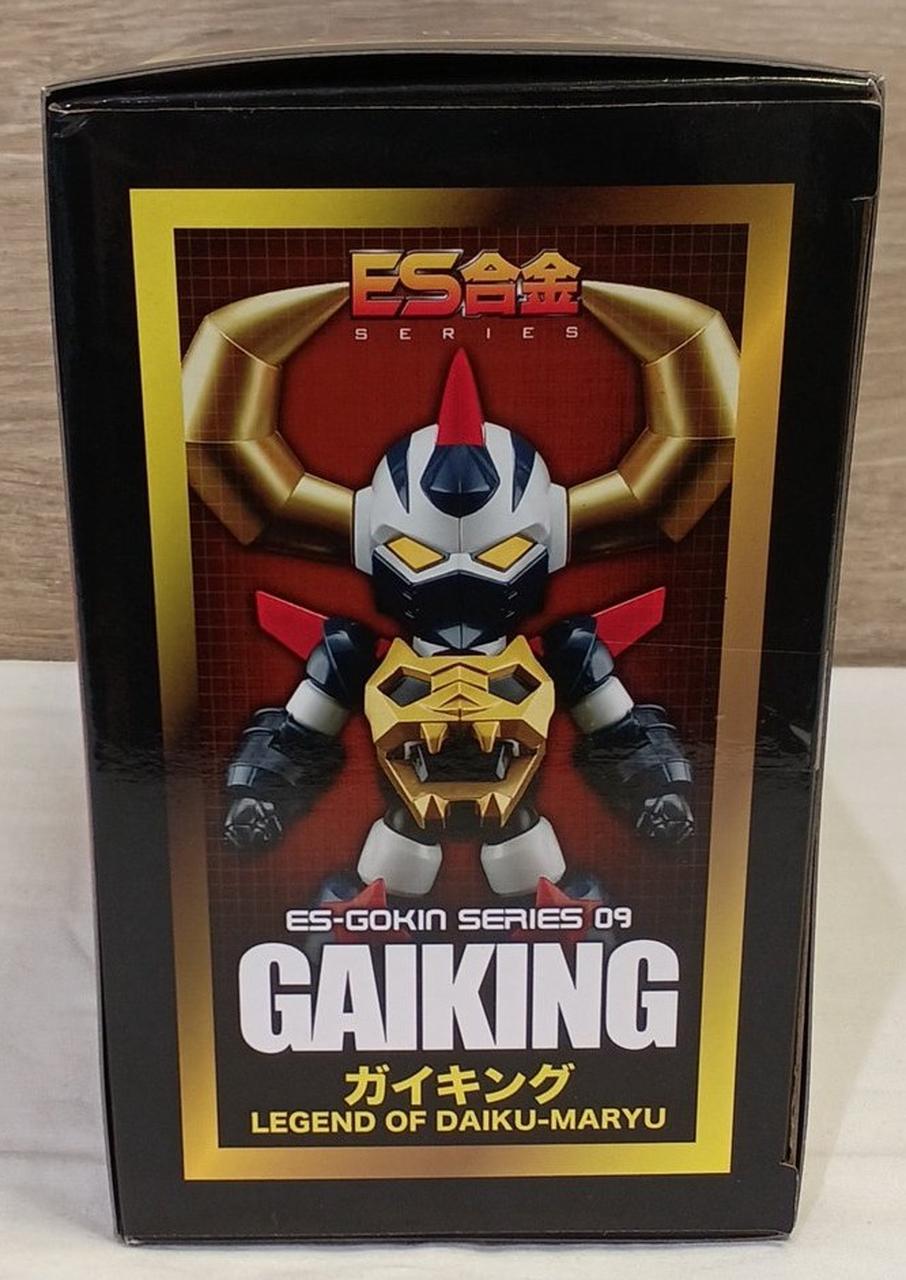 ES合金
SERIES
ES-GOKIN SERIES 09
GAIKING
ガイキング
LEGEND OF DAIKU-MARYU